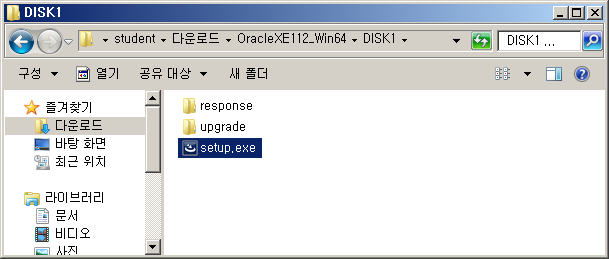 DISK1
student ▸ 다운로드 ▸ OracleXE112_Win64 ▸ DISK1 ▸
DISK1 ...
구성 ▾ 열기 공유 대상 ▾ 새 폴더
즐겨찾기
다운로드
바탕 화면
최근 위치
라이브러리
문서
비디오
사진
response
upgrade
setup.exe